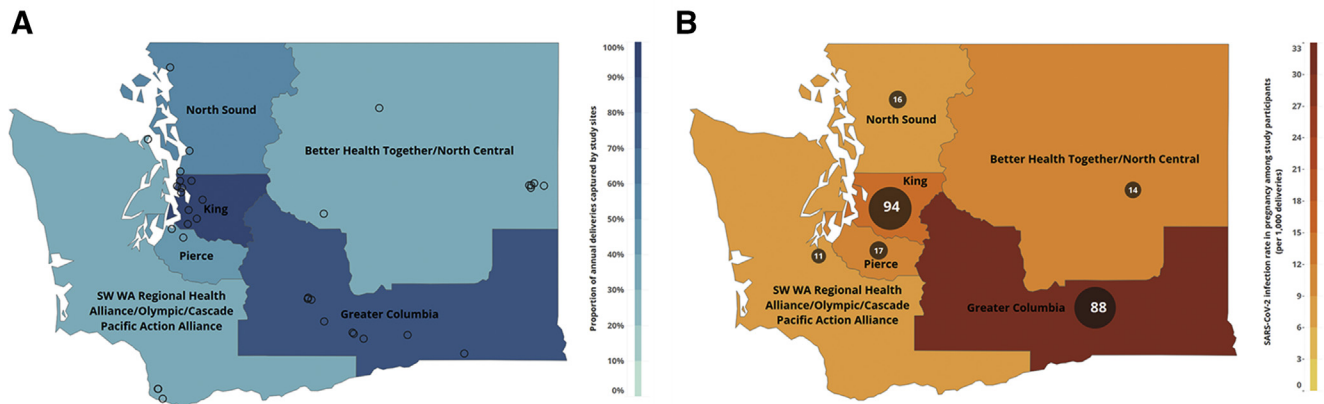 A
North Sound
Better Health Together/North Central
King
Pierce
SW WA Regional Health
Alliance/Olympic/Cascade
Pacific Action Alliance
Greater Columbia
Proportion of annual deliveries captured by study sites
100%
90%
80%
70%
60%
50%
40%
30%
20%
10%
0%
B
16
North Sound
Better Health Together/North Central
14
King
94
17
Pierce
11
SW WA Regional Health
Alliance/Olympic/Cascade
Pacific Action Alliance
Greater Columbia
88
SARS-CoV-2 infection rate in pregnancy among study participants
(per 1,000 deliveries)
33
30
27
24
21
18
15
12
9
6
3
0